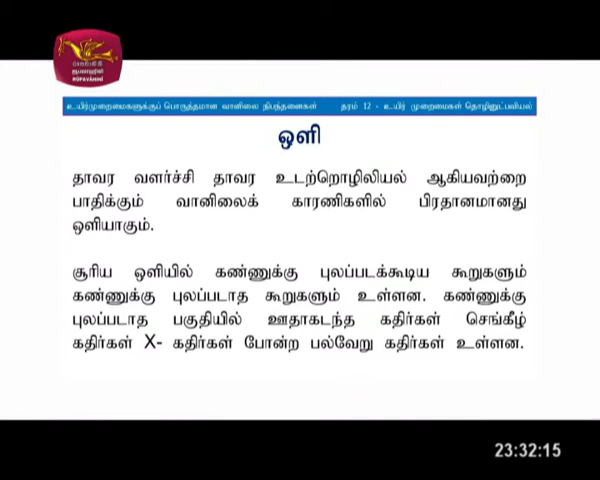 உயிர்முறைமைகளுக்குப் பொருத்தமான வானிலை நிபந்தனைகள் தரம் 12 - உயிர் முறைமைகள் தொழினுட்பவியல்
ஒளி
தாவர வளர்ச்சி தாவர உடற்றொழிலியல் ஆகியவற்றை
பாதிக்கும் வானிலைக் காரணிகளில் பிரதானமானது
ஒளியாகும்.
சூரிய ஒளியில் கண்ணுக்கு புலப்படக்கூடிய கூறுகளும்
கண்ணுக்கு புலப்படாத கூறுகளும் உள்ளன. கண்ணுக்கு
புலப்படாத பகுதியில் ஊதாகடந்த கதிர்கள் செங்கீழ்
கதிர்கள் X- கதிர்கள் போன்ற பல்வேறு கதிர்கள் உள்ளன.
RUPAVAHINI
23:32:15